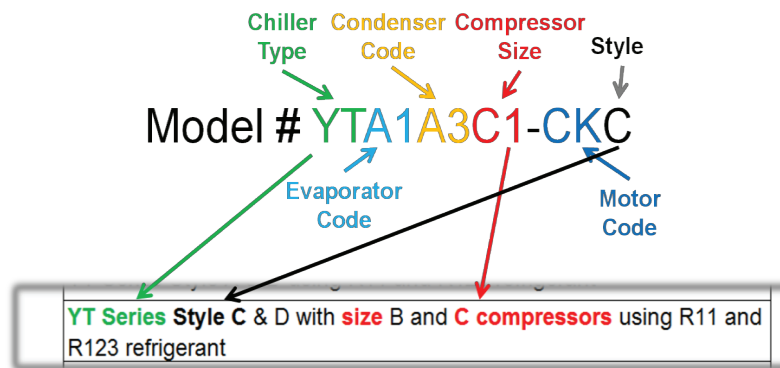 Chiller Type
Condenser Code
Compressor Size
Style
Model # YTA1A3C1-CKC
Evaporator Code
Motor Code
YT Series Style C & D with size B and C compressors using R11 and
R123 refrigerant